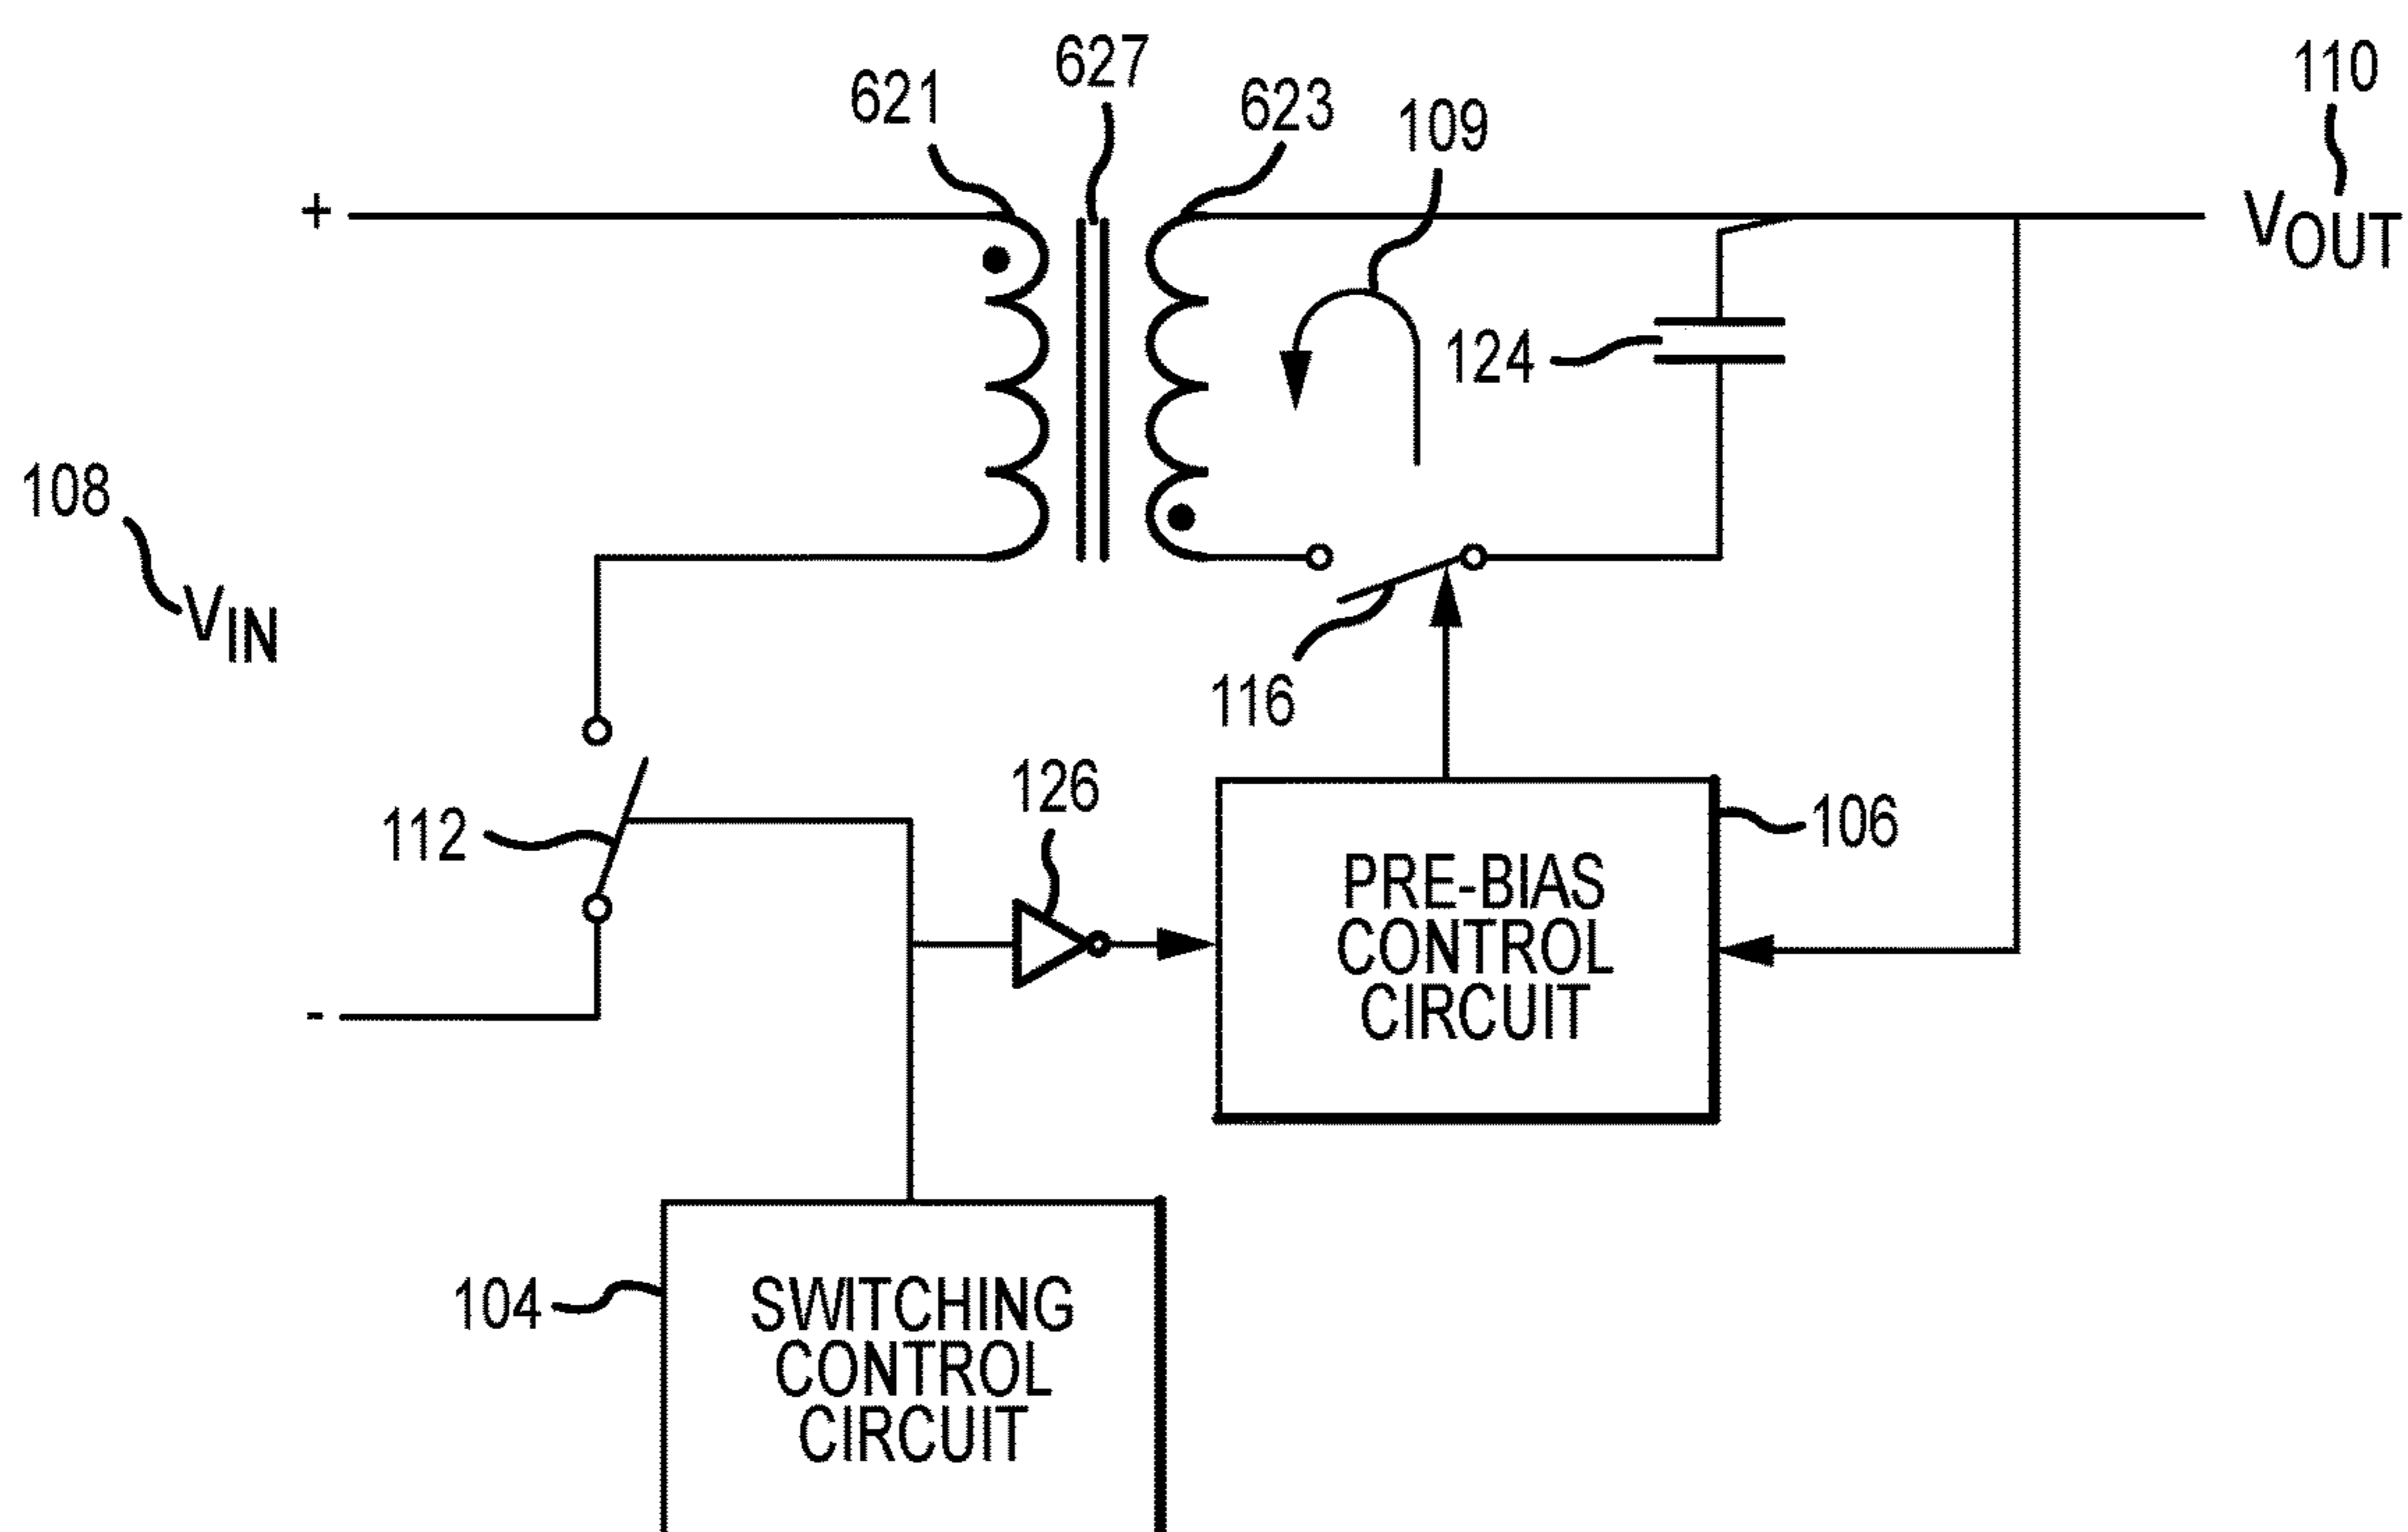 627
110
621
623
109
+
VOUT
124
108
VIN
116
126
112
106
PRE-BIAS
CONTROL
CIRCUIT
-
104
SWITCHING
CONTROL
CIRCUIT